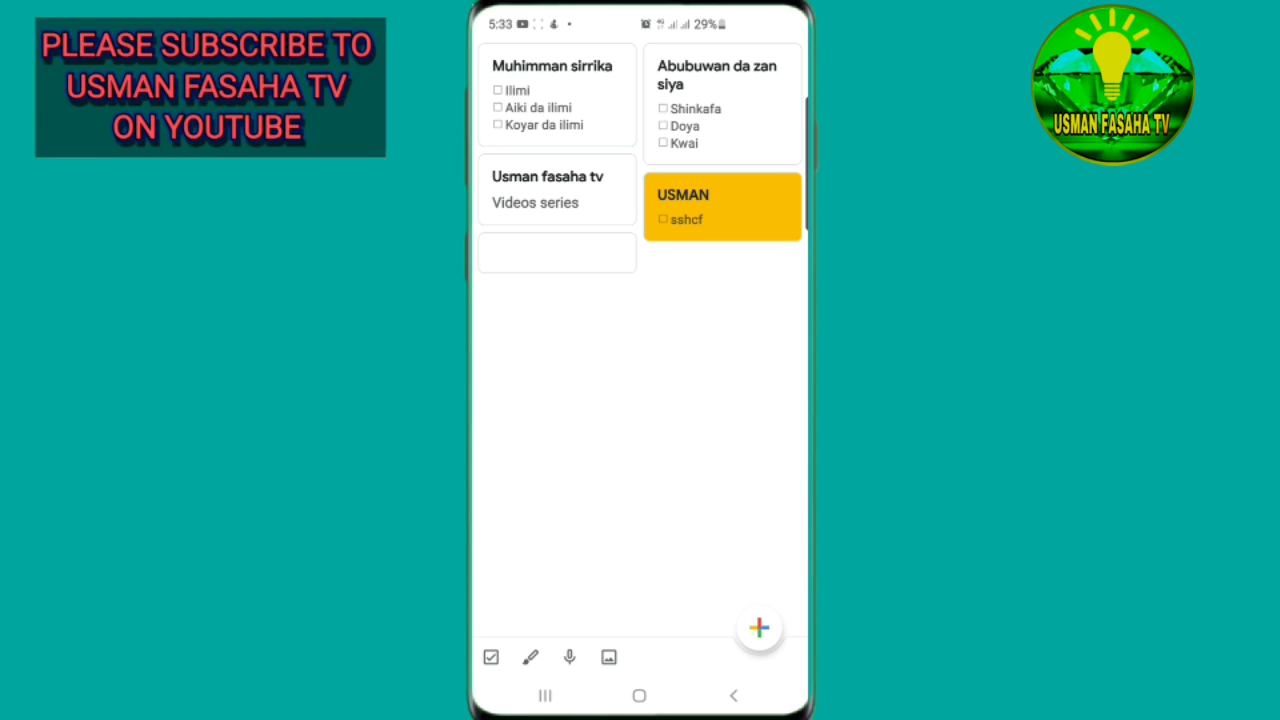 PLEASE SUBSCRIBE TO
USMAN FASAHA TV
ON YOUTUBE
5:33
29%
Muhimman sirrika
Ilimi
Aiki da ilimi
Koyar da ilimi
Usman fasaha tv
Videos series
Abubuwan da zan
siya
Shinkafa
Doya
Kwai
USMAN
sshcf
USMAN FASAHA TV